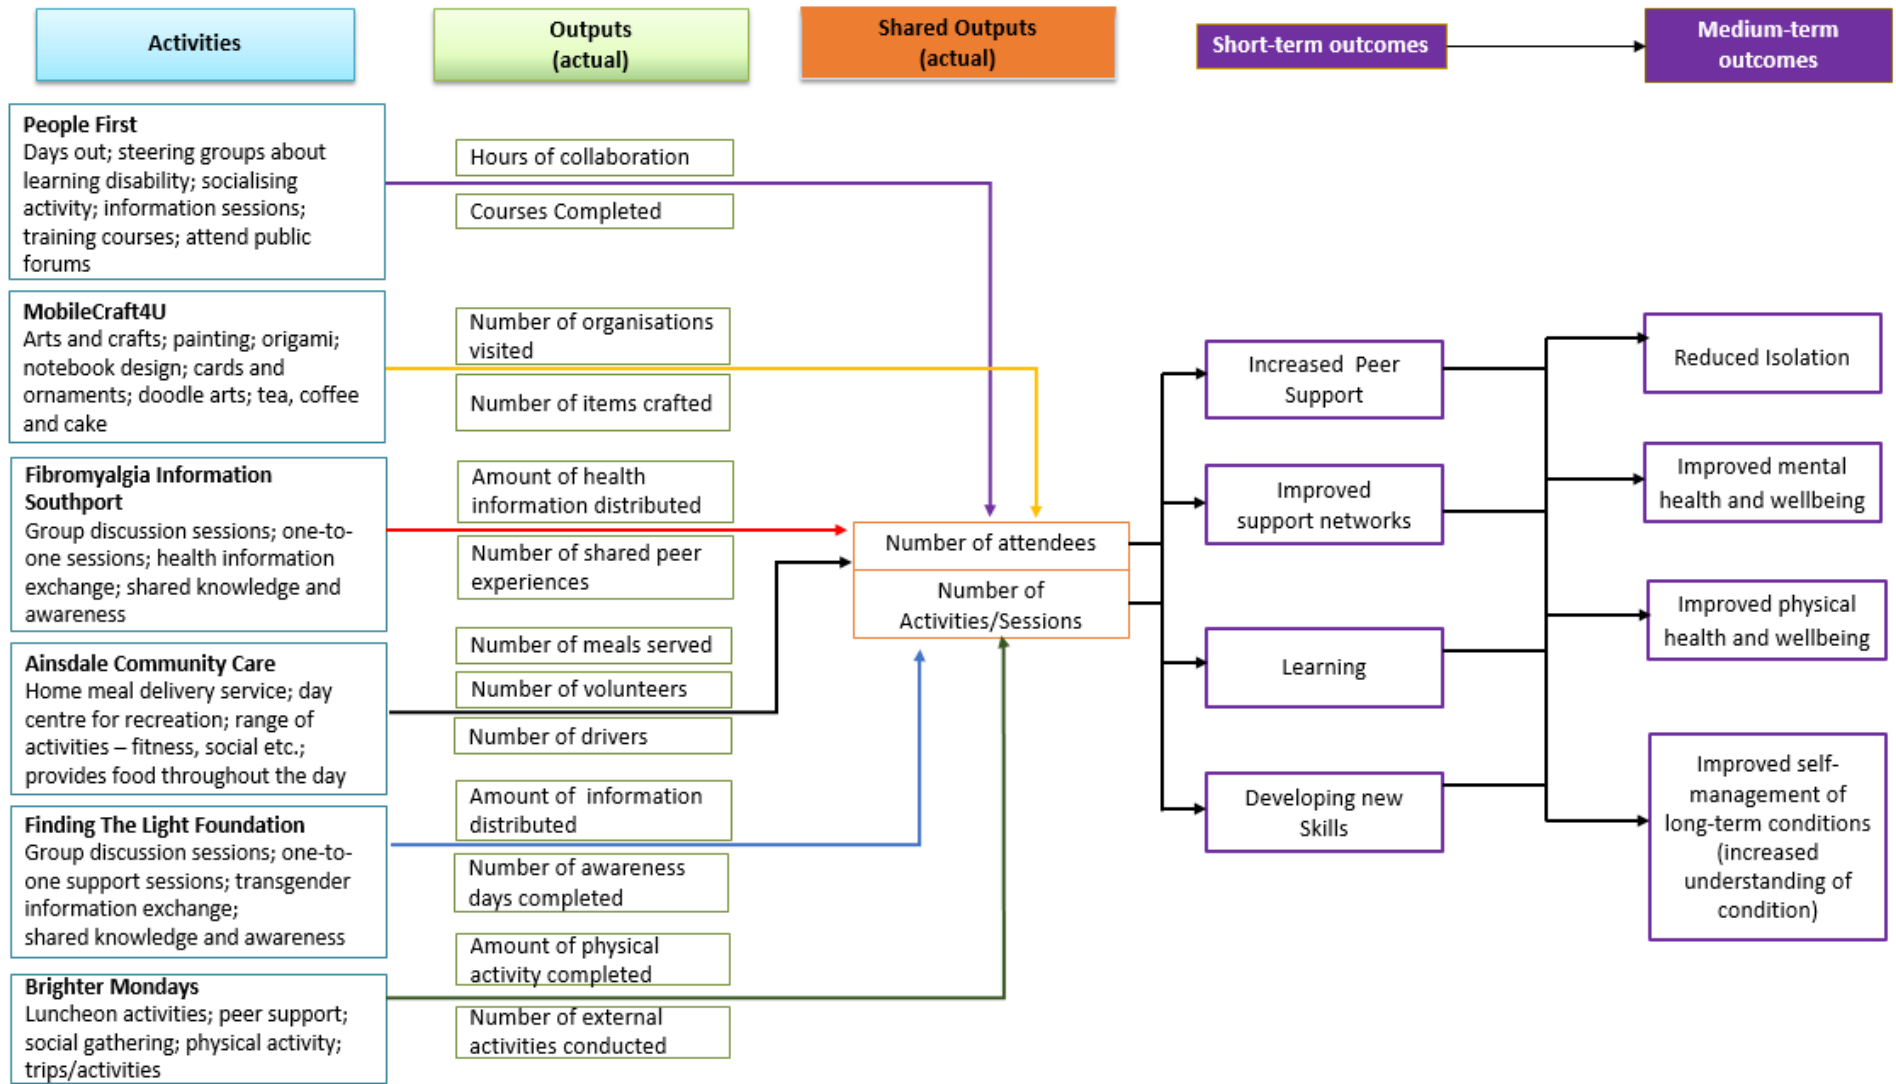 Activities
Outputs
(actual)
Shared Outputs
(actual)
Short-term outcomes
Medium-term
outcomes
People First
Days out; steering groups about
learning disability; socialising
activity; information sessions;
training courses; attend public
forums
Hours of collaboration
Courses Completed
MobileCraft4U
Arts and crafts; painting; origami;
notebook design; cards and
ornaments; doodle arts; tea, coffee
and cake
Number of organisations
visited
Number of items crafted
Fibromyalgia Information
Southport
Group discussion sessions; one-to-
one sessions; health information
exchange; shared knowledge and
awareness
Amount of health
information distributed
Number of shared peer
experiences
Ainsdale Community Care
Home meal delivery service; day
centre for recreation; range of
activities – fitness, social etc.;
provides food throughout the day
Number of meals served
Number of volunteers
Number of drivers
Finding The Light Foundation
Group discussion sessions; one-to-
one support sessions; transgender
information exchange;
shared knowledge and awareness
Amount of information
distributed
Number of awareness
days completed
Brighter Mondays
Luncheon activities; peer support;
social gathering; physical activity;
trips/activities
Amount of physical
activity completed
Number of external
activities conducted
Number of attendees
Number of
Activities/Sessions
Increased Peer
Support
Improved
support networks
Learning
Developing new
Skills
Reduced Isolation
Improved mental
health and wellbeing
Improved physical
health and wellbeing
Improved self-
management of
long-term conditions
(increased
understanding of
condition)